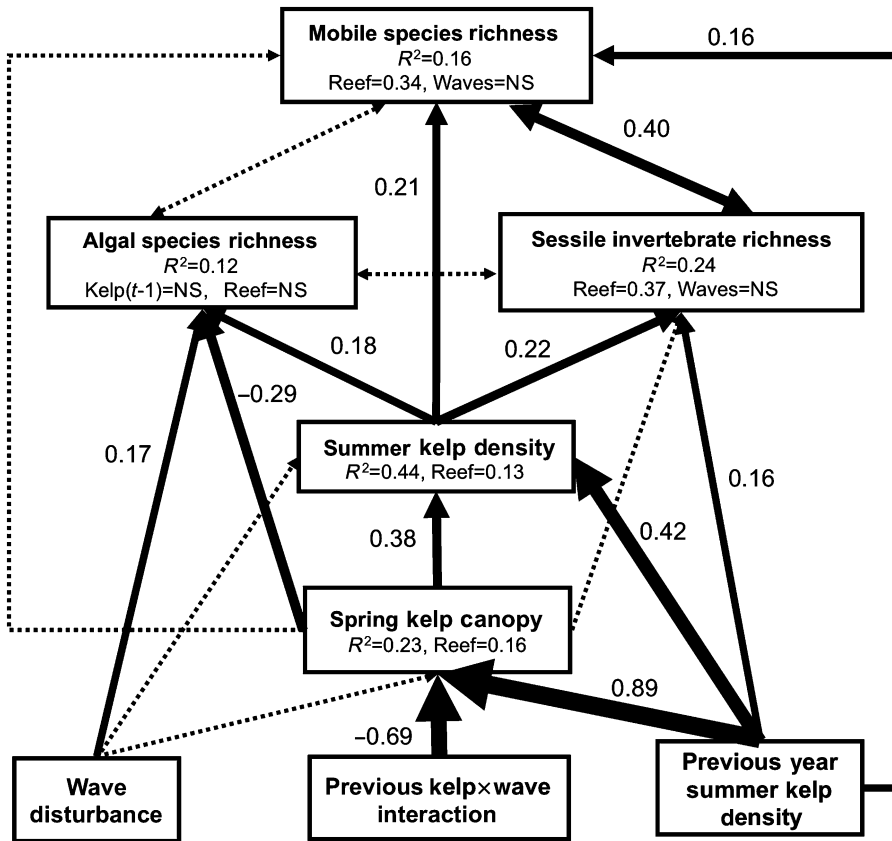 Mobile species richness
R²=0.16
Reef=0.34, Waves=NS
0.16
0.40
0.21
Algal species richness
R²=0.12
Kelp(t-1)=NS, Reef=NS
Sessile invertebrate richness
R²=0.24
Reef=0.37, Waves=NS
0.18
0.22
–0.29
0.17
Summer kelp density
R²=0.44, Reef=0.13
0.16
0.38
0.42
Spring kelp canopy
R²=0.23, Reef=0.16
0.89
–0.69
Wave
disturbance
Previous kelp×wave
interaction
Previous year
summer kelp
density